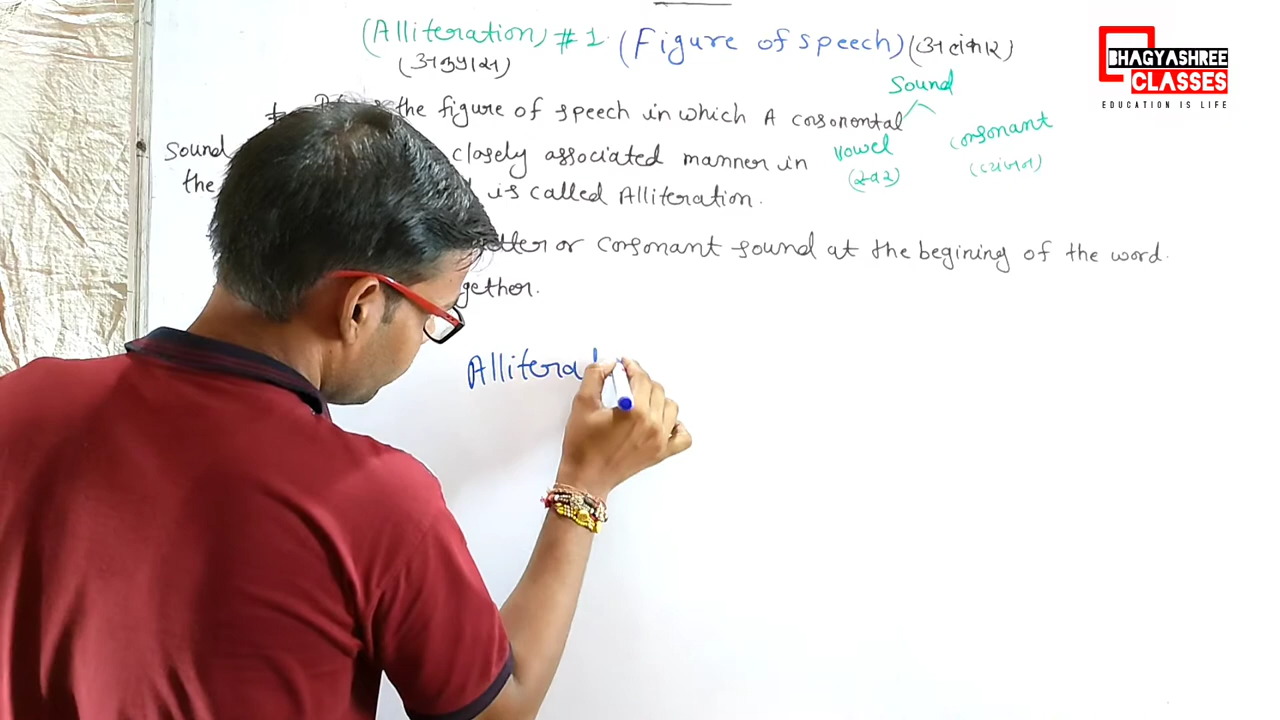 (Alliteration) #1 (Figure of speech) (अलंकार)
(अनुप्रास)
Sound
the figure of speech in which A consonental
vowel consonant
(स्वर) (व्यंजन)
Sound closely associated manner in
the is called Alliteration.
letter or consonant sound at the begining of the word.
gether.
Allitera
BHAGYASHREE
CLASSES
EDUCATION IS LIFE